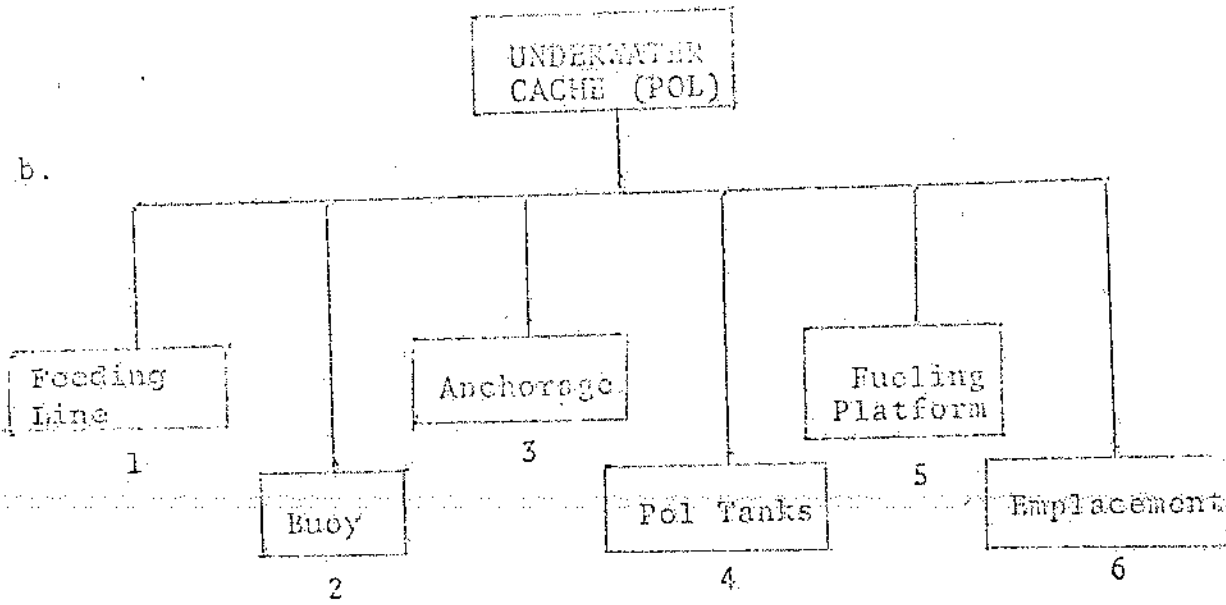 UNDERWATER
CACHE (POL)
b.
Feeding
Line
1
Buoy
2
Anchorage
3
Pol Tanks
4
Fueling
Platform
5
Emplacement
6